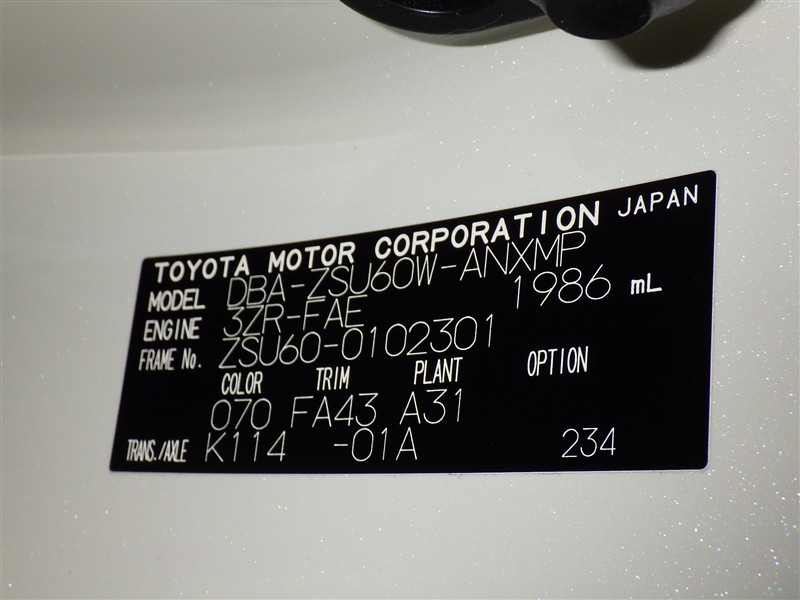 TOYOTA MOTOR CORPORATION JAPAN
MODEL DBA-ZSU60W-ANXMP
ENGINE 3ZR-FAE 1986 mL
FRAME No. ZSU60-0102301
COLOR TRIM PLANT OPTION
070 FA43 A31
TRANS./AXLE K114 -01A 234